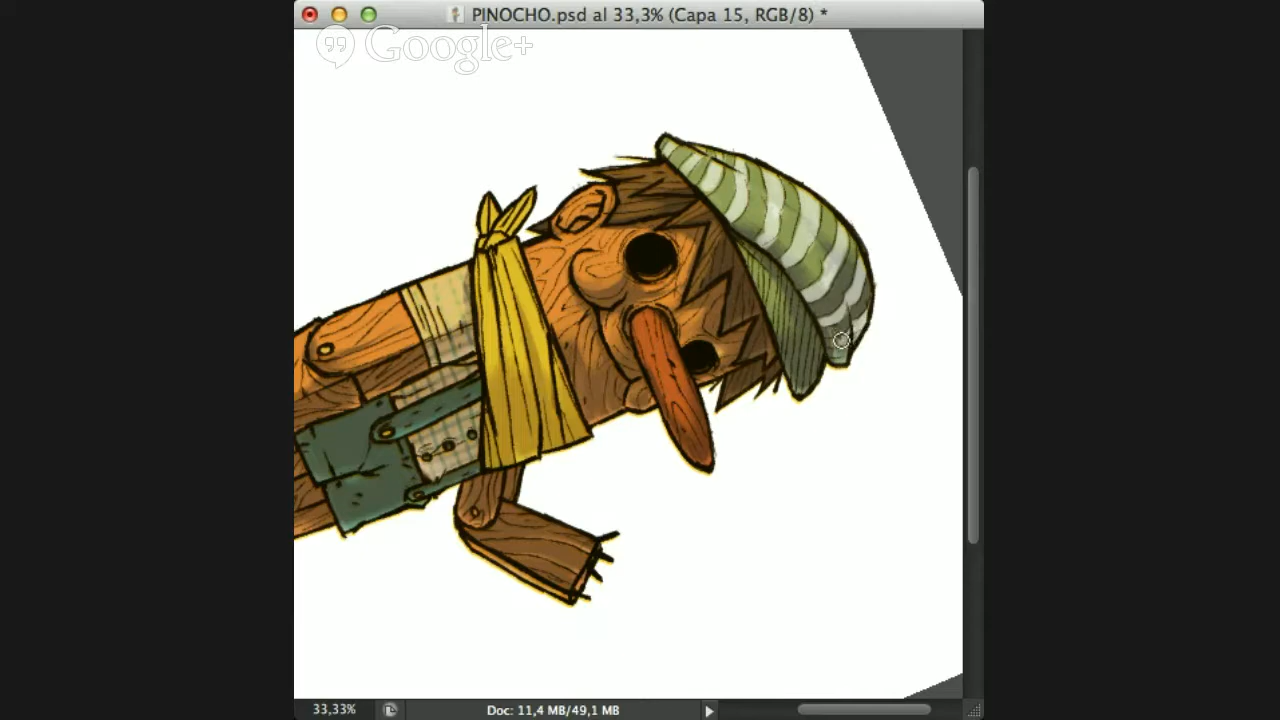 PINOCHO.psd al 33,3% (Capa 15, RGB/8) *
Google+
33,33%
Doc: 11,4 MB/49,1 MB